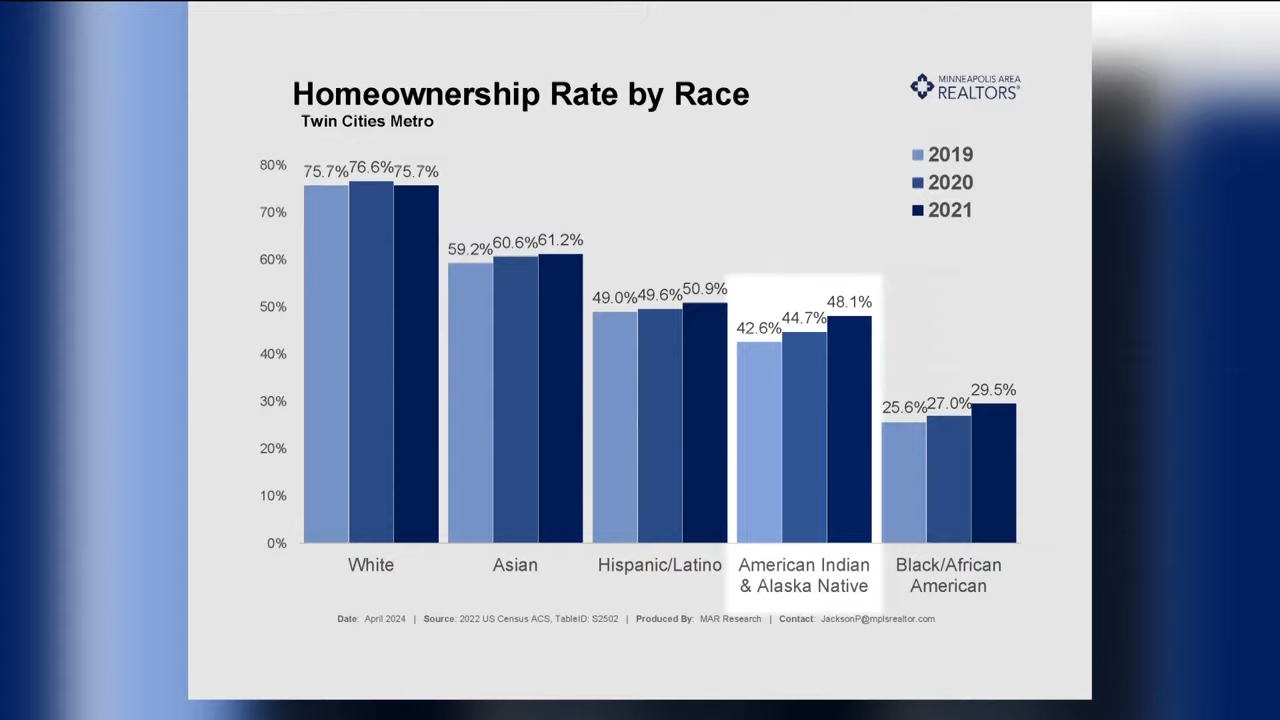 Homeownership Rate by Race
Twin Cities Metro
MINNEAPOLIS AREA
REALTORS®
2019
2020
2021
80%
70%
60%
50%
40%
30%
20%
10%
0%
75.7% 76.6% 75.7%
59.2% 60.6% 61.2%
49.0% 49.6% 50.9%
42.6% 44.7% 48.1%
25.6% 27.0% 29.5%
White
Asian
Hispanic/Latino
American Indian
& Alaska Native
Black/African
American
Date: April 2024 | Source: 2022 US Census ACS, TableID: S2502 | Produced By: MAR Research | Contact: JacksonP@mplsrealtor.com